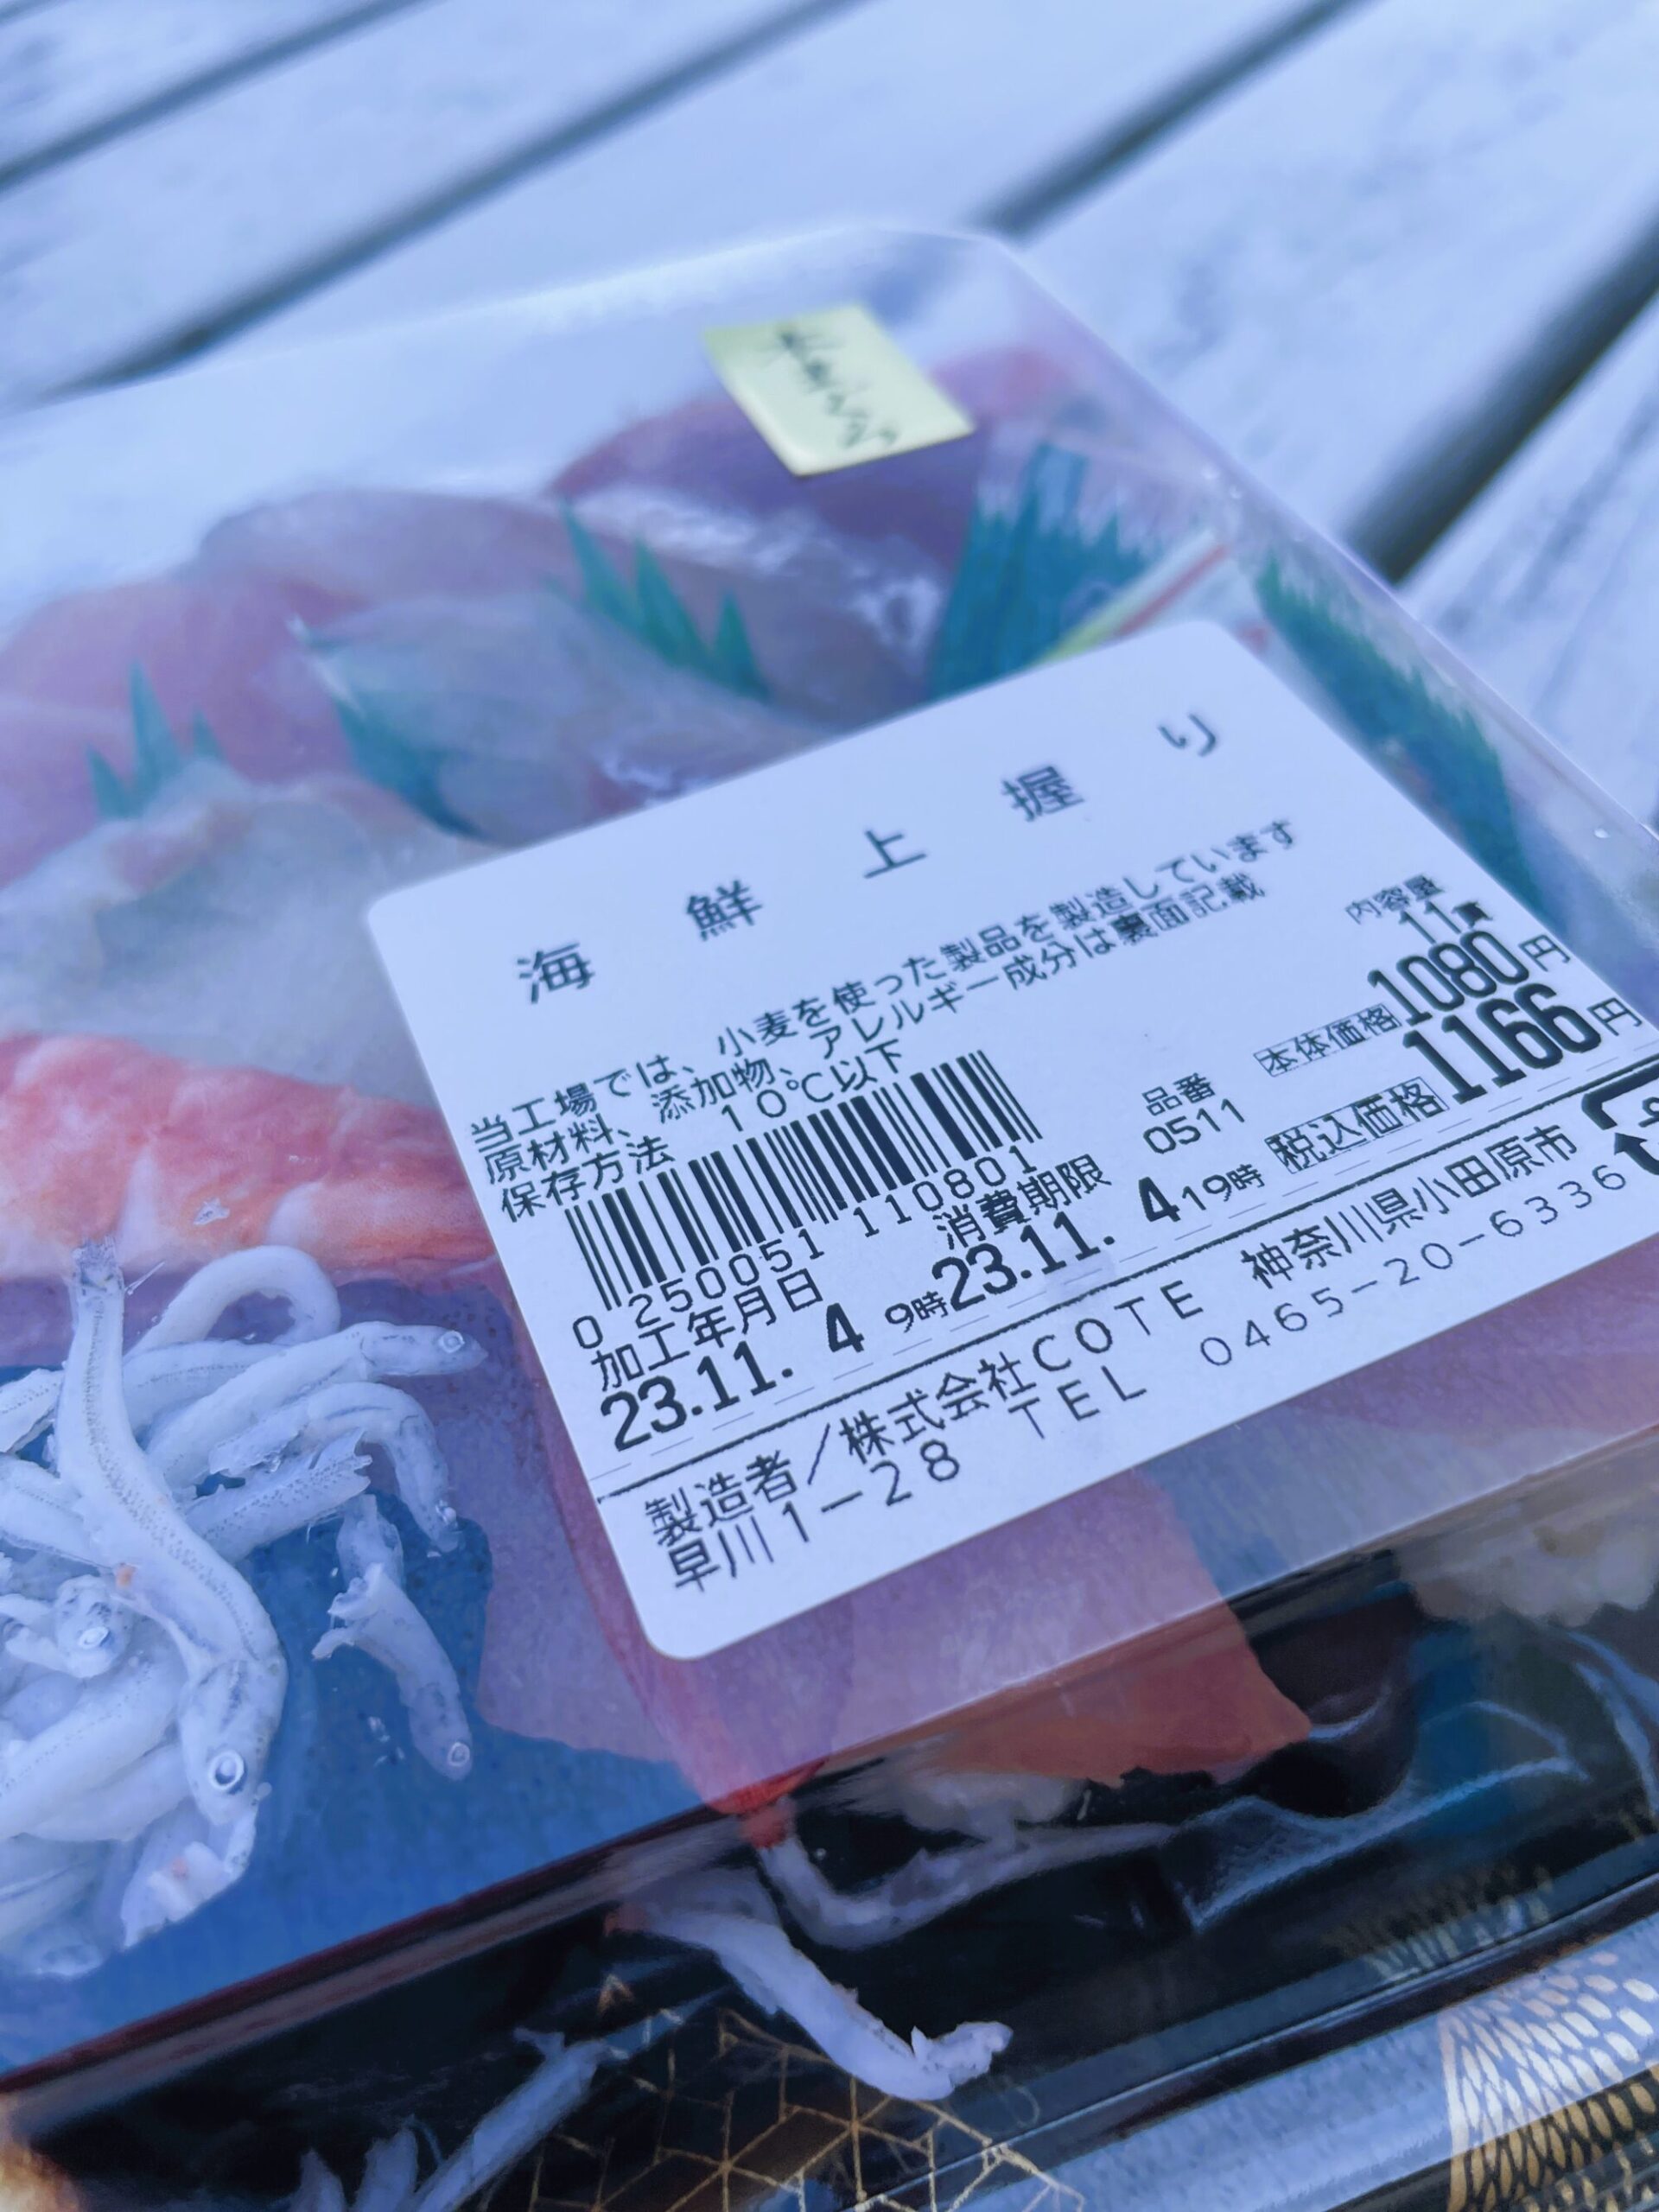 海鮮上握り
当工場では、小麦を使った製品を製造しています
原材料、添加物、アレルギー成分は裏面記載
保存方法 10℃以下
内容量
11
本体価格1080円
税込価格1166円
品番
0511
0 250051 110801
加工年月日
23.11. 4 9時
消費期限
23.11. 4 19時
製造者/株式会社COTE 神奈川県小田原市
早川1-28 TEL 0465-20-6336